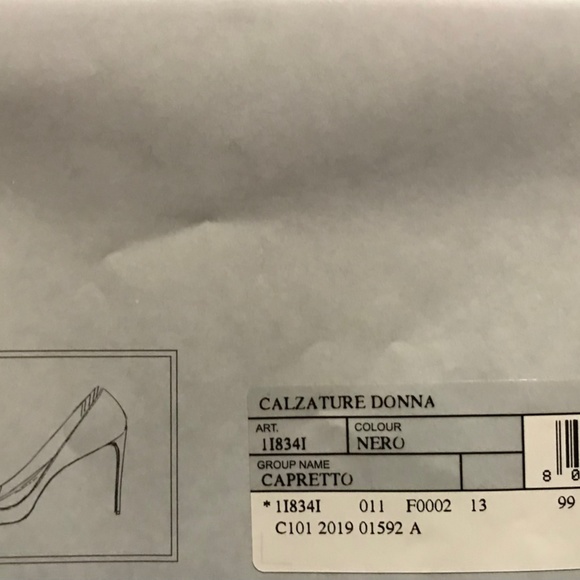 CALZATURE DONNA
ART. COLOUR
1I834I NERO
GROUP NAME
CAPRETTO
8 0
* 1I834I 011 F0002 13 99
C101 2019 01592 A